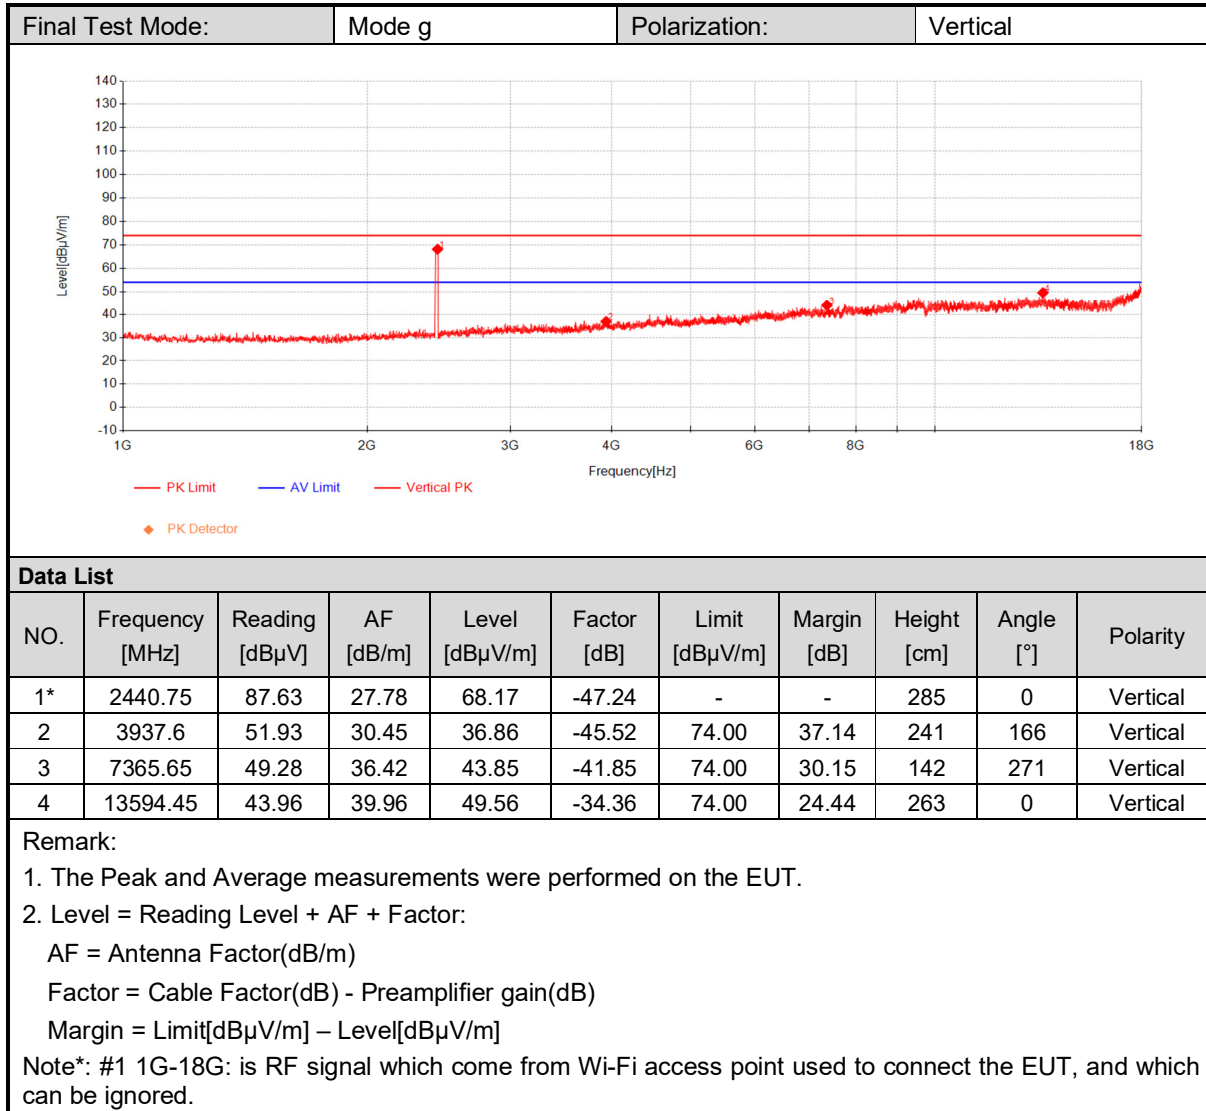 Final Test Mode: Mode g Polarization: Vertical
140
130
120
110
100
90
80
70
60
50
40
30
20
10
0
-10
Level[dBµV/m]
1
2
3
4
1G 2G 3G 4G 6G 8G 18G
Frequency[Hz]
PK Limit AV Limit Vertical PK
PK Detector
Data List
NO. Frequency [MHz] Reading [dBµV] AF [dB/m] Level [dBµV/m] Factor [dB] Limit [dBµV/m] Margin [dB] Height [cm] Angle [°] Polarity
1* 2440.75 87.63 27.78 68.17 -47.24 - - 285 0 Vertical
2 3937.6 51.93 30.45 36.86 -45.52 74.00 37.14 241 166 Vertical
3 7365.65 49.28 36.42 43.85 -41.85 74.00 30.15 142 271 Vertical
4 13594.45 43.96 39.96 49.56 -34.36 74.00 24.44 263 0 Vertical
Remark:
1. The Peak and Average measurements were performed on the EUT.
2. Level = Reading Level + AF + Factor:
AF = Antenna Factor(dB/m)
Factor = Cable Factor(dB) - Preamplifier gain(dB)
Margin = Limit[dBµV/m] – Level[dBµV/m]
Note*: #1 1G-18G: is RF signal which come from Wi-Fi access point used to connect the EUT, and which
can be ignored.